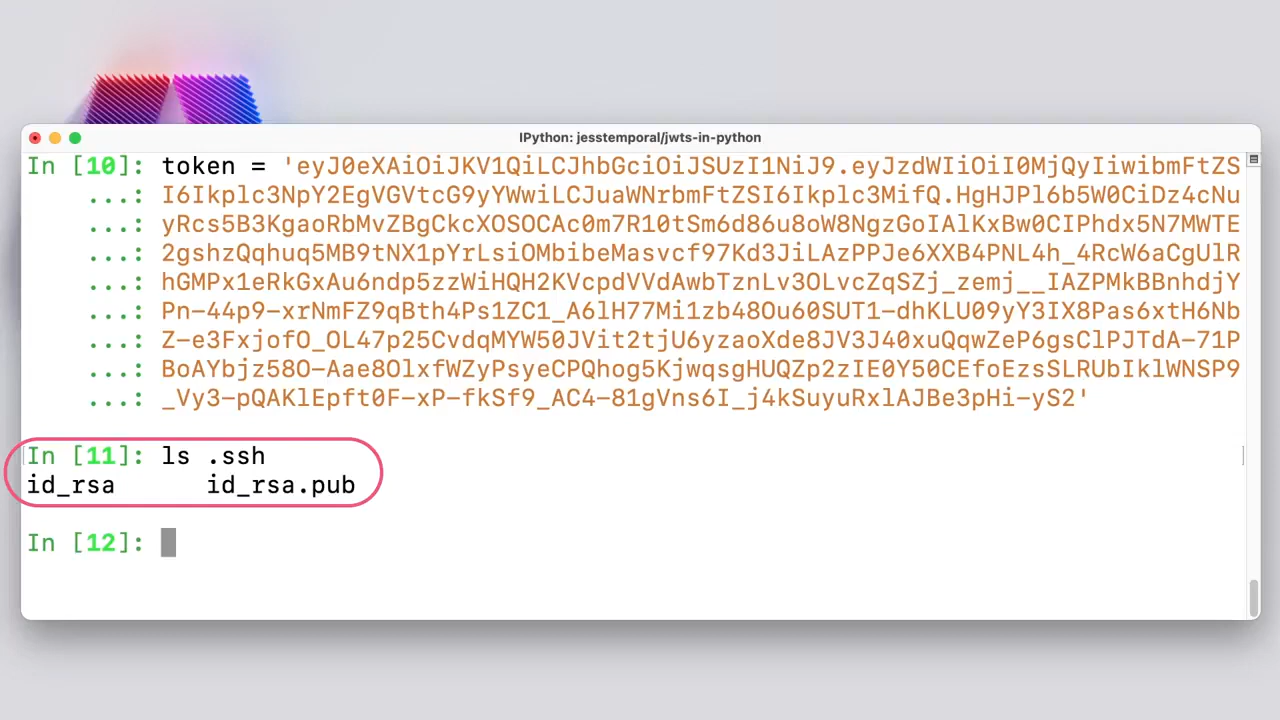 IPython: jesstemporal/jwts-in-python
In [10]: token = 'eyJ0eXAiOiJKV1QiLCJhbGciOiJSUzI1NiJ9.eyJzdWIiOiI0MjQyIiwibmFtZS
...: I6Ikplc3NpY2EgVGVtcG9yYWwiLCJuaWNrbmFtZSI6Ikplc3MifQ.HgHJPl6b5W0CiDz4cNu
...: yRcs5B3KgaoRbMvZBgCkcXOSOCAc0m7R10tSm6d86u8oW8NgzGoIAlKxBw0CIPhdx5N7MWTE
...: 2gshzQqhuq5MB9tNX1pYrLsiOMbibeMasvcf97Kd3JiLAzPPJe6XXB4PNL4h_4RcW6aCgUlR
...: hGMPx1eRkGxAu6ndp5zzWiHQH2KVcpdVVdAwbTznLv3OLvcZqSZj_zemj__IAZPMkBBnhdjY
...: Pn-44p9-xrNmFZ9qBth4Ps1ZC1_A6lH77Mi1zb48Ou60SUT1-dhKLU09yY3IX8Pas6xtH6Nb
...: Z-e3FxjofO_OL47p25CvdqMYW50JVit2tjU6yzaoXde8JV3J40xuQqwZeP6gsClPJTdA-71P
...: BoAYbjz58O-Aae8OlxfWZyPsyeCPQhog5KjwqsgHUQZp2zIE0Y50CEfoEzsSLRUbIklWNSP9
...: _Vy3-pQAKlEpft0F-xP-fkSf9_AC4-81gVns6I_j4kSuyuRxlAJBe3pHi-yS2'
In [11]: ls .ssh
id_rsa id_rsa.pub
In [12]: